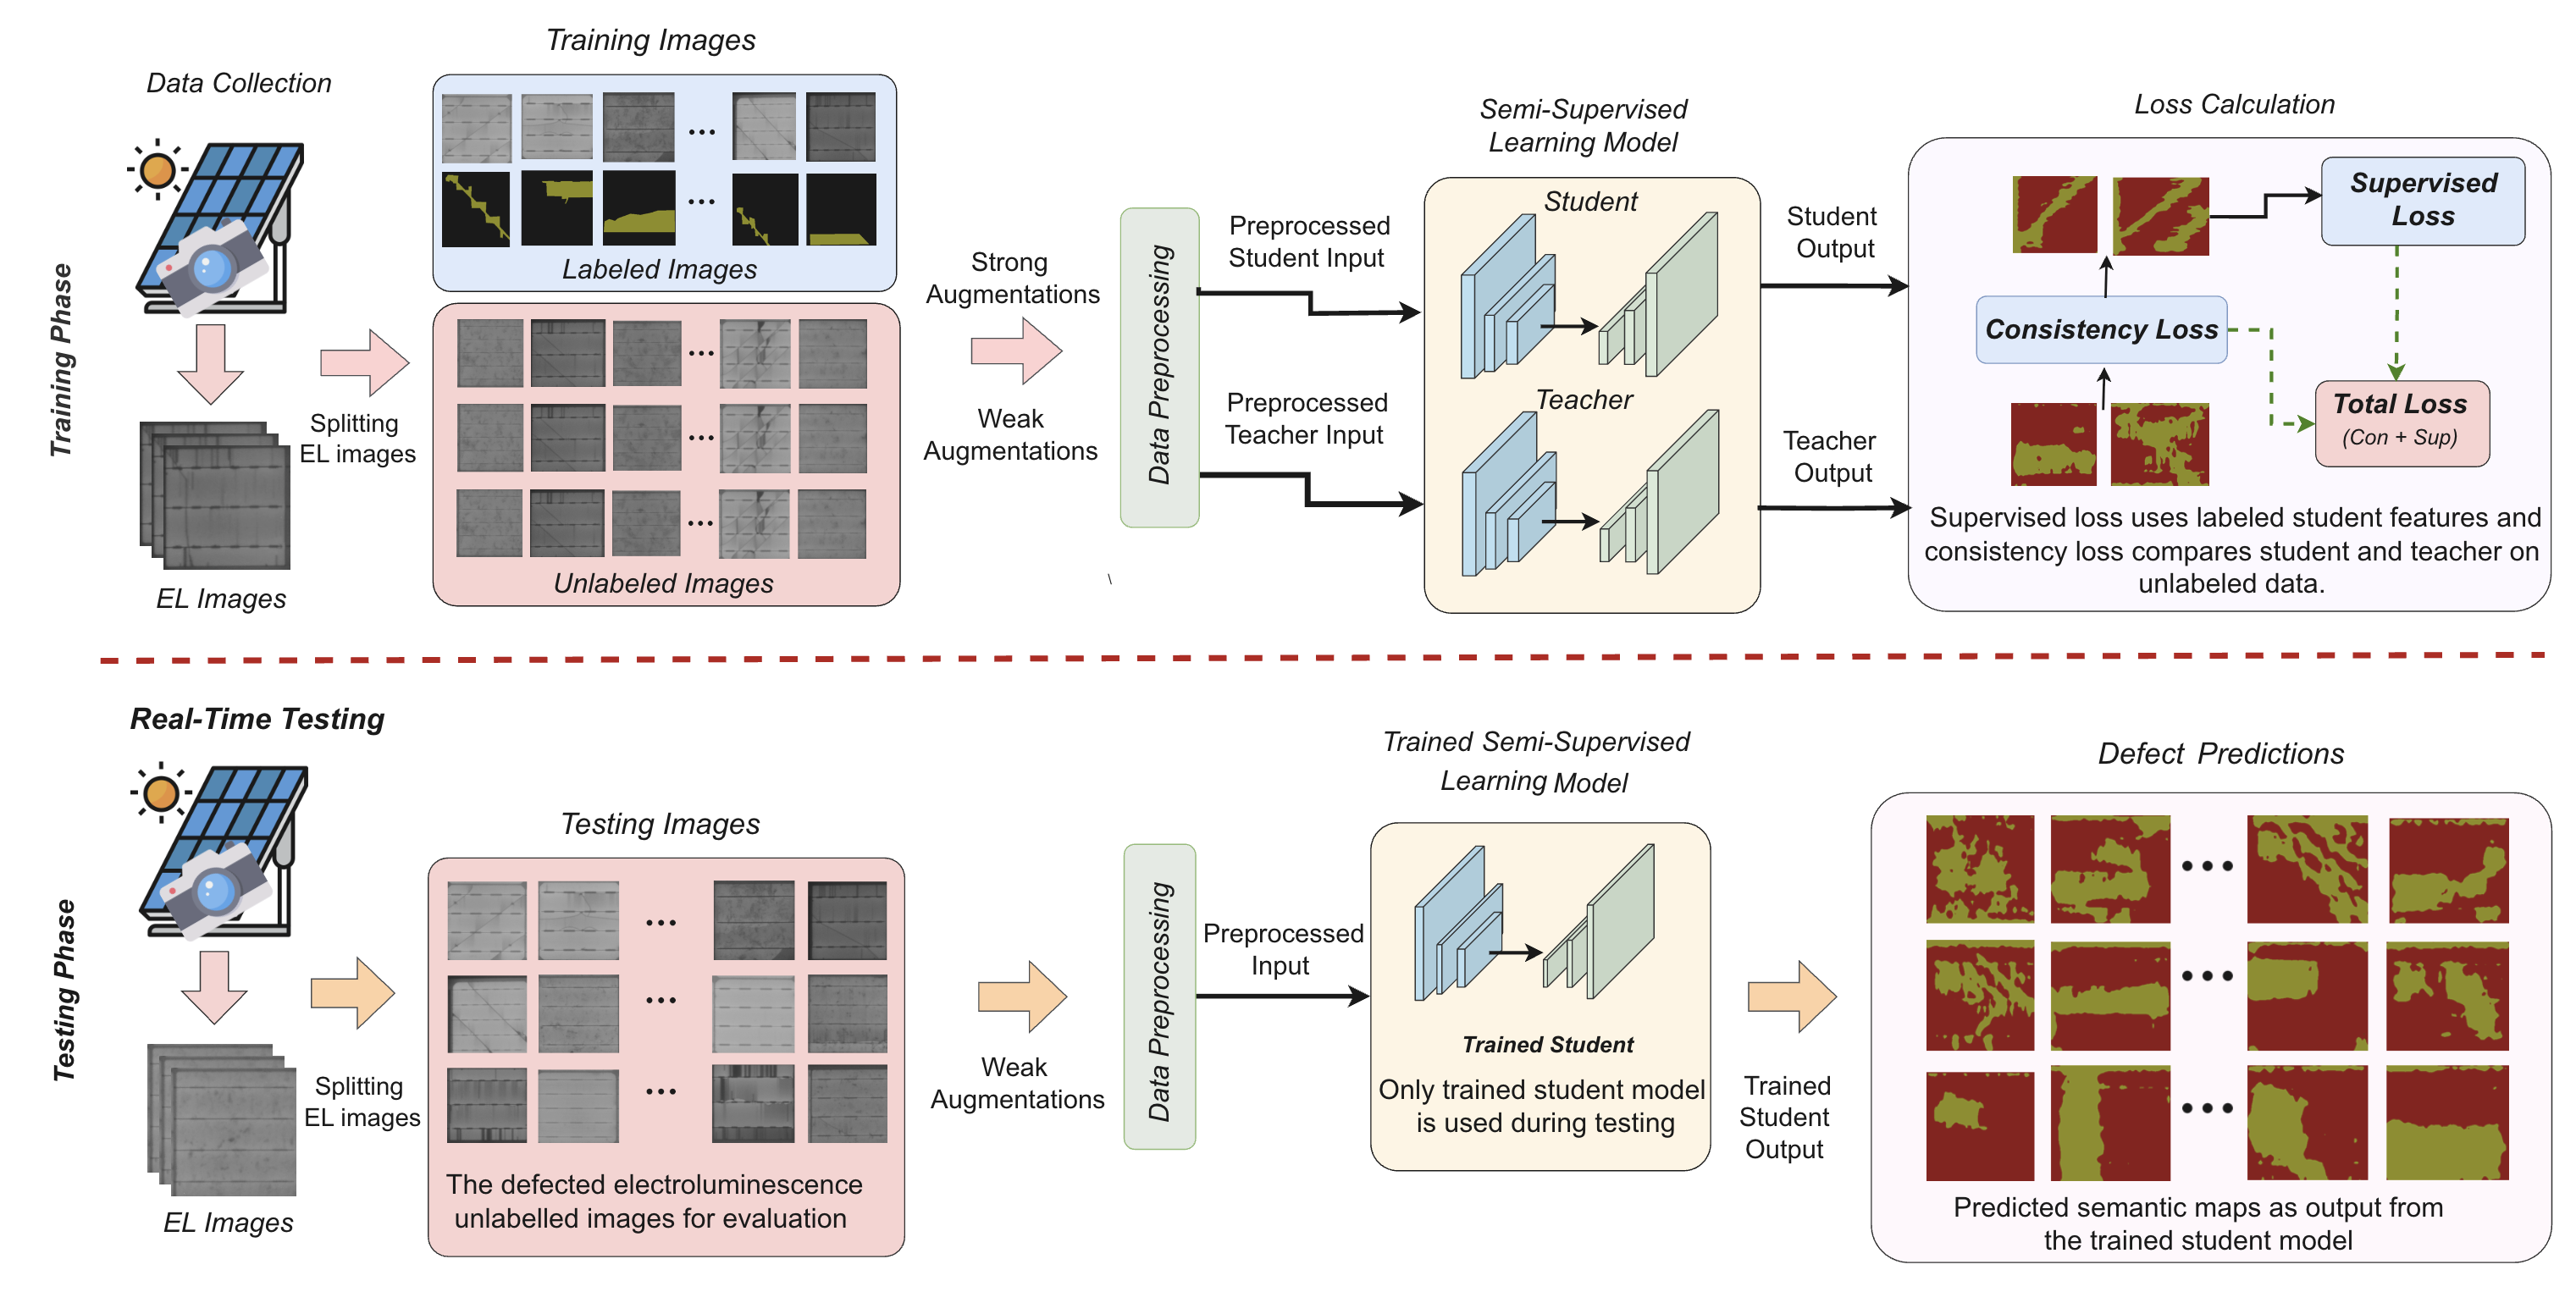 Training Phase
Data Collection
EL Images
Splitting
EL images
Training Images
Labeled Images
Unlabeled Images
Strong
Augmentations
Weak
Augmentations
Data Preprocessing
Preprocessed
Student Input
Preprocessed
Teacher Input
Semi-Supervised
Learning Model
Student
Teacher
Student
Output
Teacher
Output
Loss Calculation
Supervised
Loss
Consistency Loss
Total Loss
(Con + Sup)
Supervised loss uses labeled student features and
consistency loss compares student and teacher on
unlabeled data.
\
Testing Phase
Real-Time Testing
EL Images
Splitting
EL images
Testing Images
The defected electroluminescence
unlabelled images for evaluation
Weak
Augmentations
Data Preprocessing
Preprocessed
Input
Trained Semi-Supervised
Learning Model
Trained Student
Only trained student model
is used during testing
Trained
Student
Output
Defect Predictions
Predicted semantic maps as output from
the trained student model